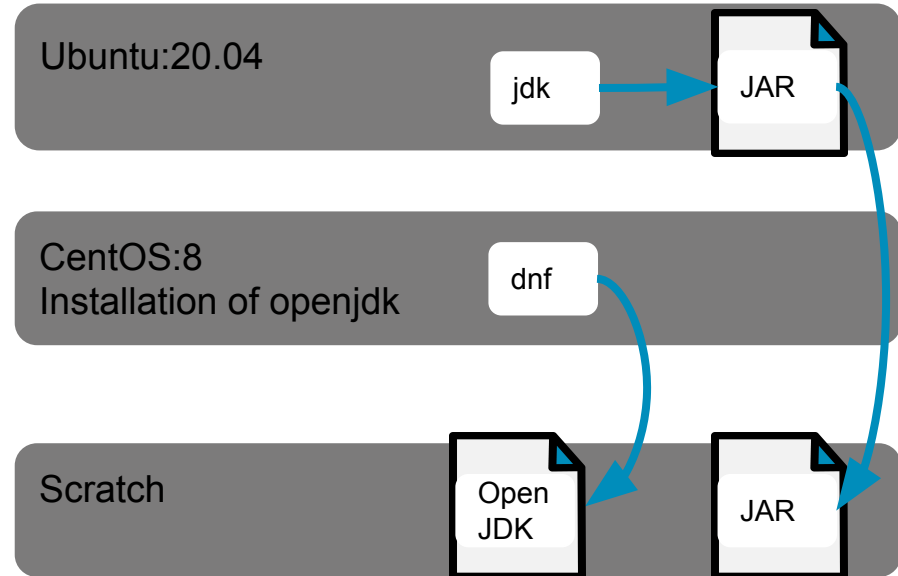 Ubuntu:20.04
jdk
JAR
CentOS:8
Installation of openjdk
dnf
Scratch
Open
JDK
JAR